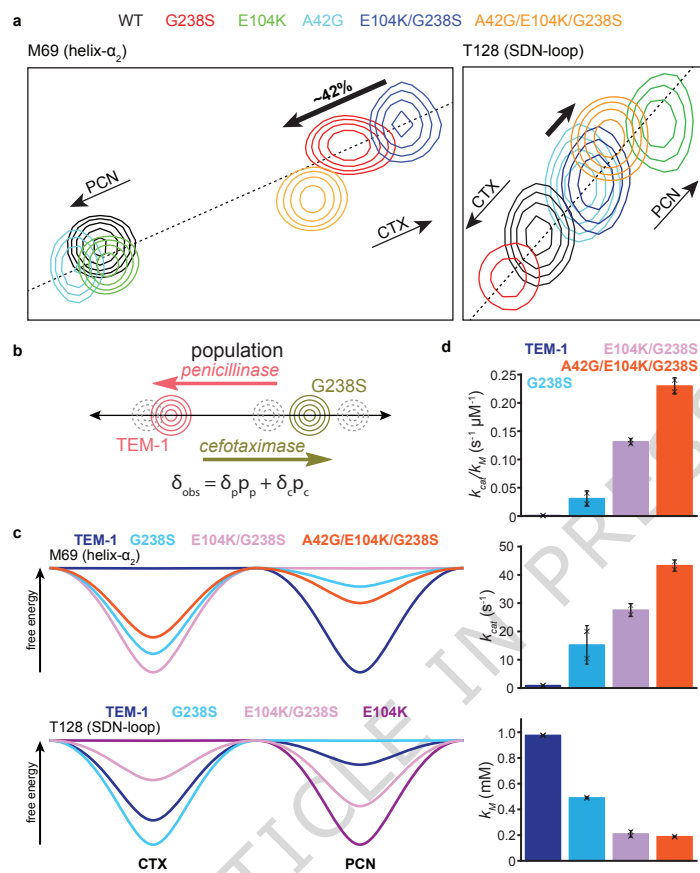 a
WT G238S E104K A42G E104K/G238S A42G/E104K/G238S
M69 (helix-α₂)
T128 (SDN-loop)
~42%
PCN
CTX
CTX
PCN
b
population
penicillinase
G238S
TEM-1
cefotaximase
δobs = δpPp + δcPc
c
TEM-1 G238S E104K/G238S A42G/E104K/G238S
M69 (helix-α₂)
free energy
TEM-1 G238S E104K/G238S E104K
T128 (SDN-loop)
free energy
CTX PCN
d
TEM-1 E104K/G238S
A42G/E104K/G238S
G238S
kcat/kM (s⁻¹ μM⁻¹)
0.25
0.20
0.15
0.10
0.05
0
kcat (s⁻¹)
50
40
30
20
10
0
kM (mM)
1.0
0.8
0.6
0.4
0.2
0
ARTICLE IN PRESS